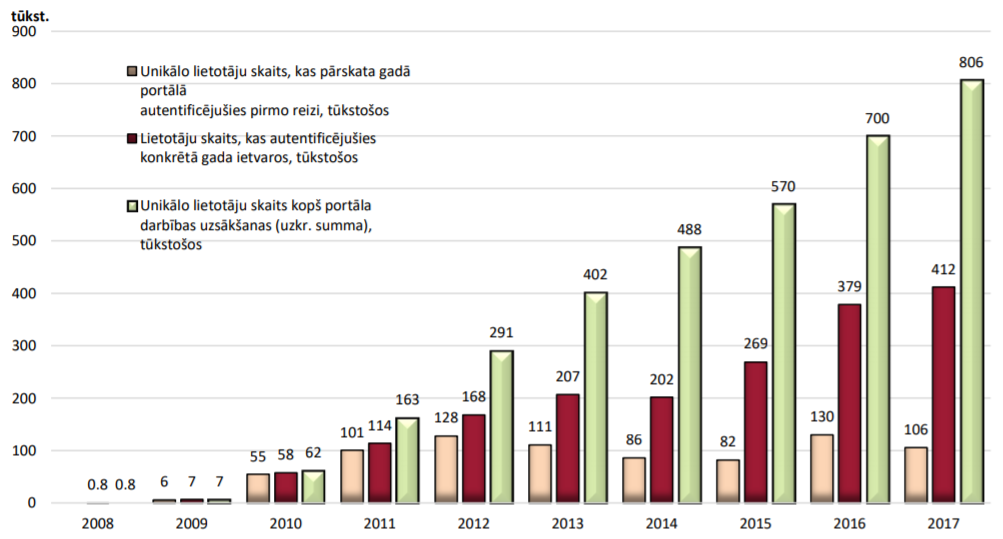 tūkst.
900
800
700
600
500
400
300
200
100
0
Unikālo lietotāju skaits, kas pārskata gadā
portālā
autentificējušies pirmo reizi, tūkstošos
Lietotāju skaits, kas autentificējušies
konkrētā gada ietvaros, tūkstošos
Unikālo lietotāju skaits kopš portāla
darbības uzsākšanas (uzkr. summa),
tūkstošos
0.8 0.8
6 7 7
55 58 62
101 114 163
128 168 291
111 207 402
86 202 488
82 269 570
130 379 700
106 412 806
2008 2009 2010 2011 2012 2013 2014 2015 2016 2017